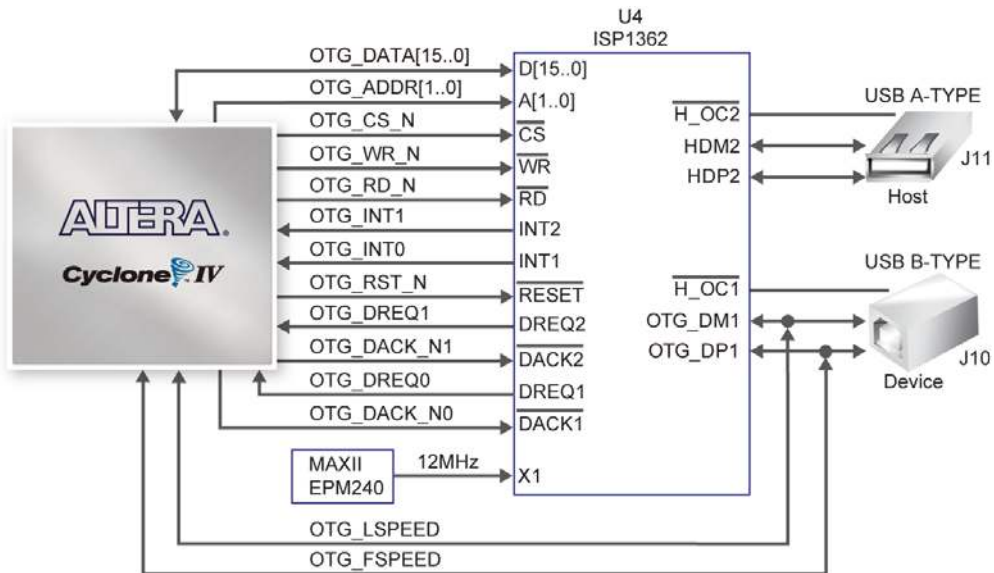 U4
ISP1362
OTG_DATA[15..0]
D[15..0]
OTG_ADDR[1..0]
A[1..0]
OTG_CS_N
CS
OTG_WR_N
WR
OTG_RD_N
RD
OTG_INT1
INT2
OTG_INT0
INT1
OTG_RST_N
RESET
OTG_DREQ1
DREQ2
OTG_DACK_N1
DACK2
OTG_DREQ0
DREQ1
OTG_DACK_N0
DACK1
MAXII
EPM240
12MHz
X1
OTG_LSPEED
OTG_FSPEED
ALTERA.
Cyclone IV
H_OC2
HDM2
HDP2
USB A-TYPE
J11
Host
H_OC1
OTG_DM1
OTG_DP1
USB B-TYPE
J10
Device